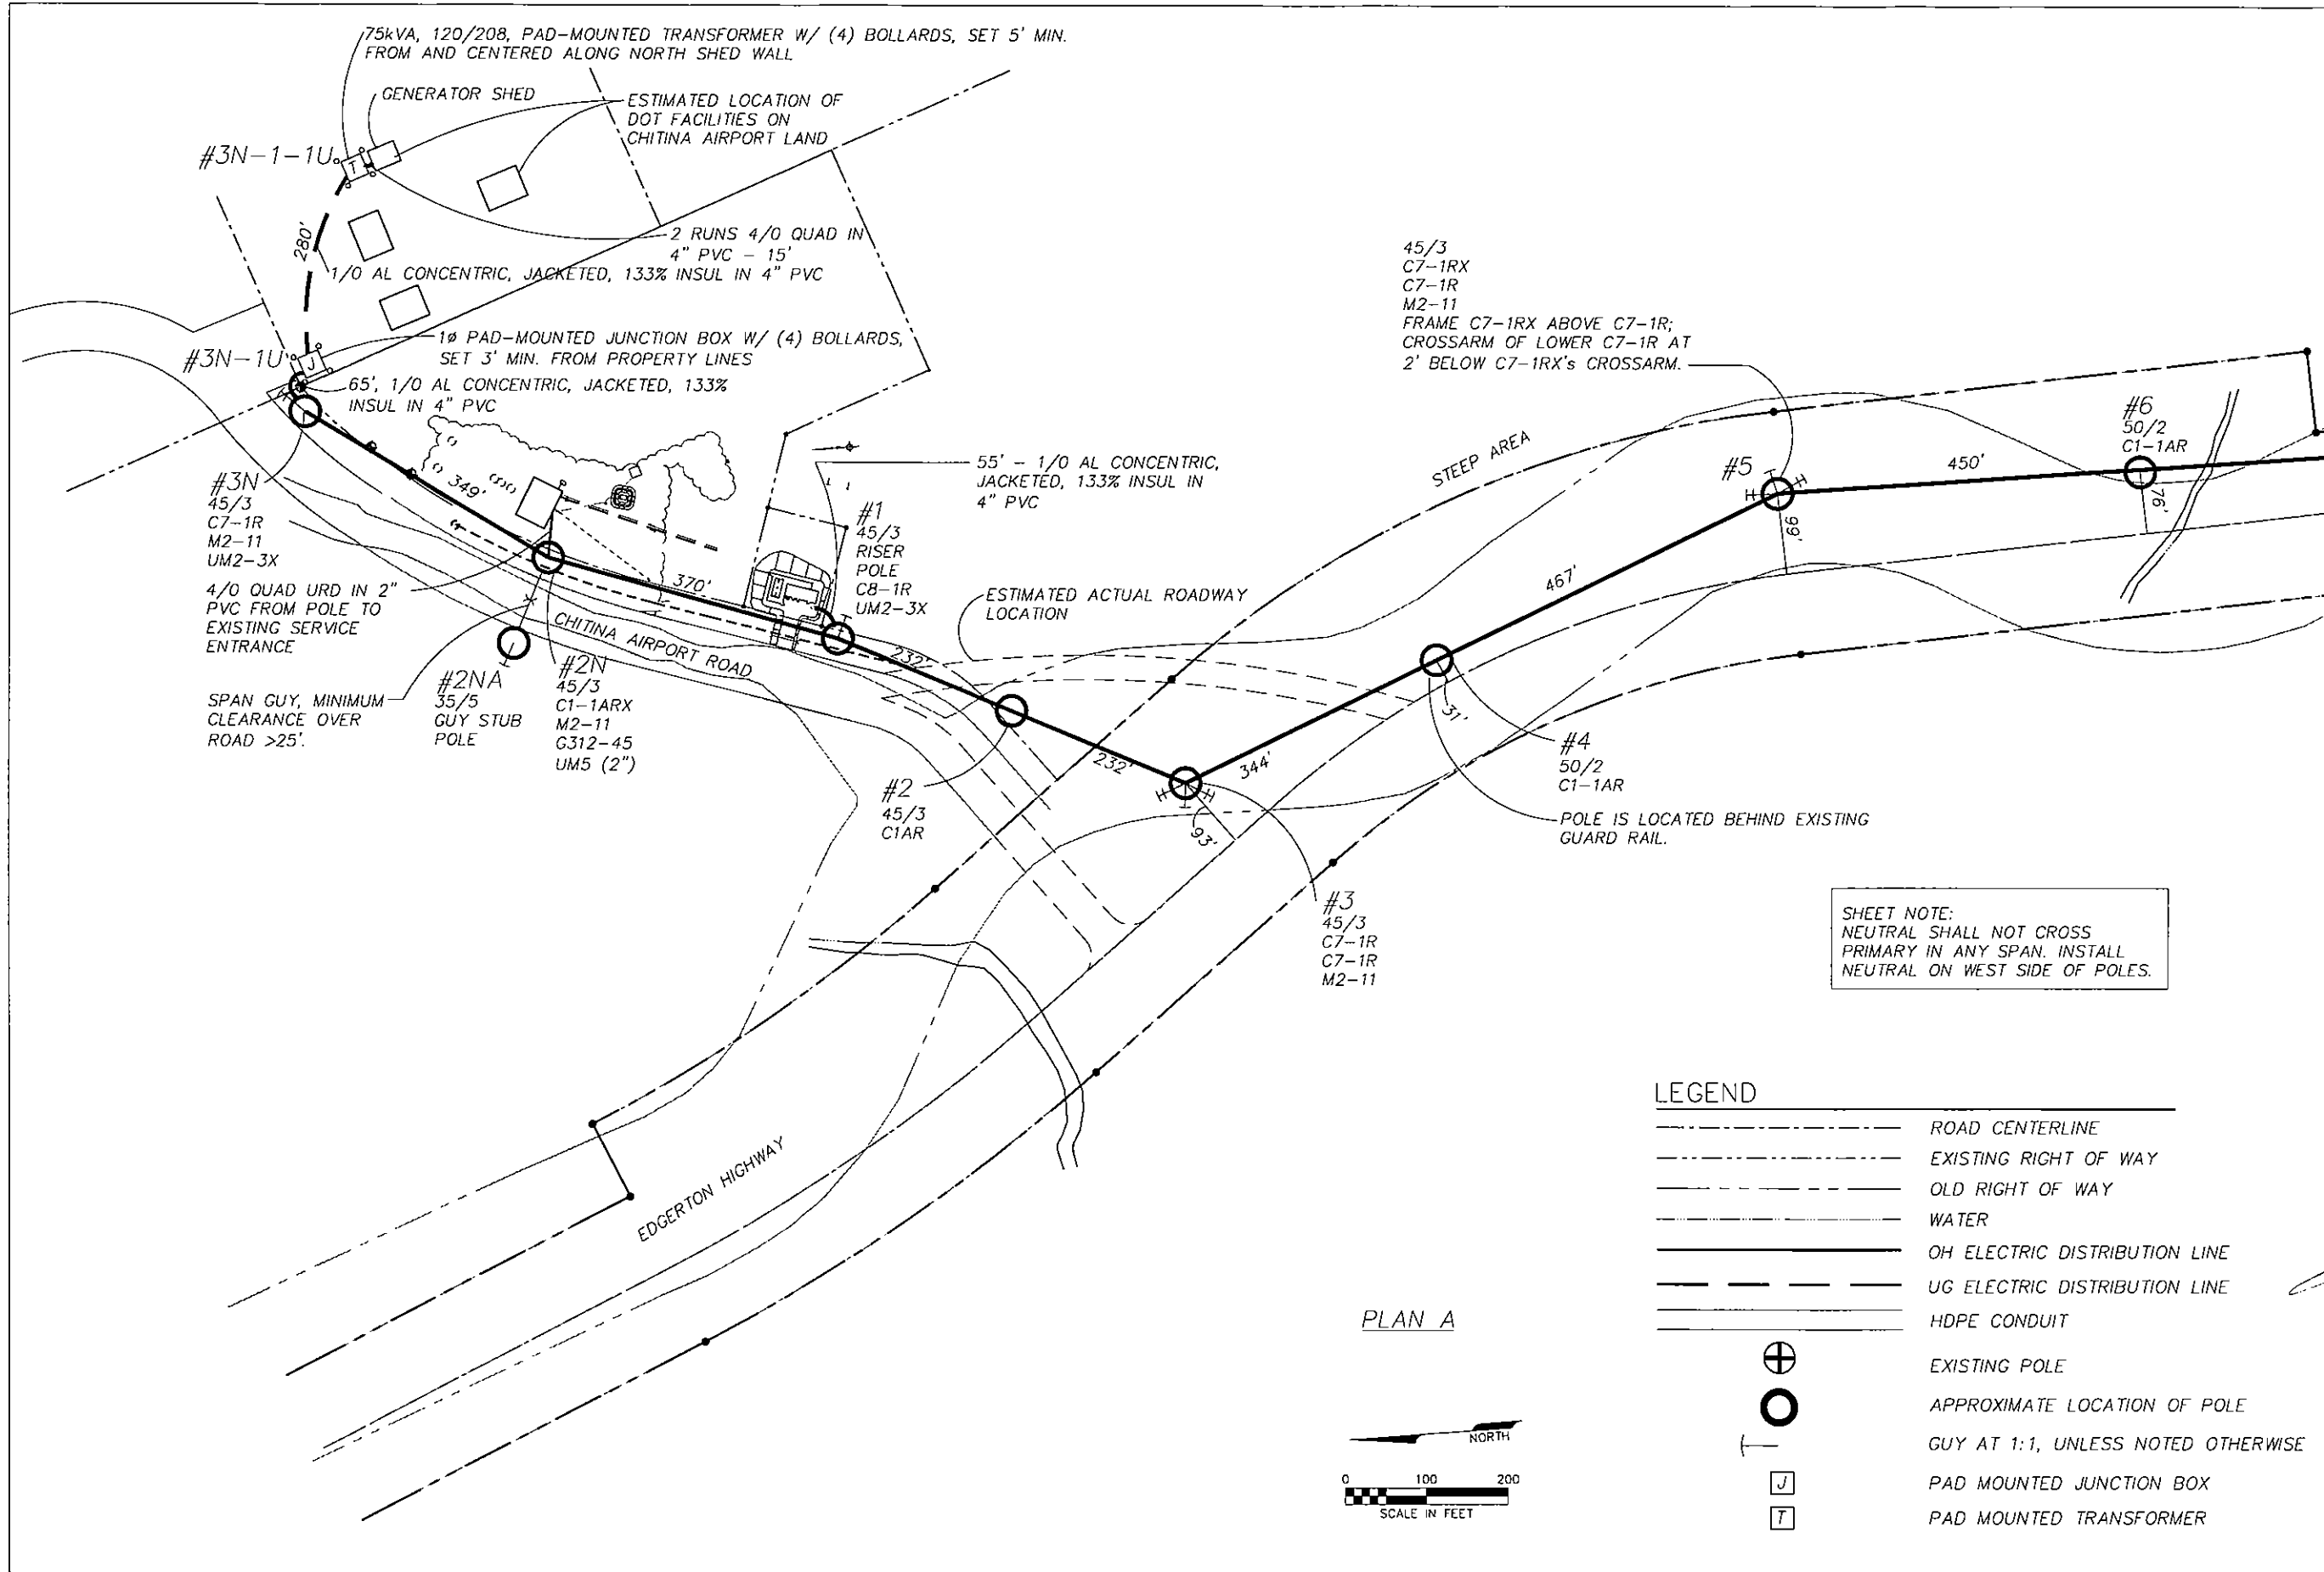 75kVA, 120/208, PAD-MOUNTED TRANSFORMER W/ (4) BOLLARDS, SET 5' MIN.
FROM AND CENTERED ALONG NORTH SHED WALL
GENERATOR SHED
ESTIMATED LOCATION OF
DOT FACILITIES ON
CHITINA AIRPORT LAND
#3N-1-1U
T
280'
2 RUNS 4/0 QUAD IN
4" PVC - 15'
1/0 AL CONCENTRIC, JACKETED, 133% INSUL IN 4" PVC
1ø PAD-MOUNTED JUNCTION BOX W/ (4) BOLLARDS,
SET 3' MIN. FROM PROPERTY LINES
#3N-1U
J
65', 1/0 AL CONCENTRIC, JACKETED, 133%
INSUL IN 4" PVC
#3N
45/3
C7-1R
M2-11
UM2-3X
349'
4/0 QUAD URD IN 2"
PVC FROM POLE TO
EXISTING SERVICE
ENTRANCE
SPAN GUY, MINIMUM
CLEARANCE OVER
ROAD >25'.
#2NA
35/5
GUY STUB
POLE
#2N
45/3
C1-1ARX
M2-11
G312-45
UM5 (2")
CHITINA AIRPORT ROAD
370'
#1
45/3
RISER
POLE
C8-1R
UM2-3X
55' - 1/0 AL CONCENTRIC,
JACKETED, 133% INSUL IN
4" PVC
ESTIMATED ACTUAL ROADWAY
LOCATION
232'
#2
45/3
C1AR
232'
93'
#3
45/3
C7-1R
C7-1R
M2-11
344'
31'
#4
50/2
C1-1AR
POLE IS LOCATED BEHIND EXISTING
GUARD RAIL.
467'
STEEP AREA
45/3
C7-1RX
C7-1R
M2-11
FRAME C7-1RX ABOVE C7-1R;
CROSSARM OF LOWER C7-1R AT
2' BELOW C7-1RX's CROSSARM.
#5
99'
450'
#6
50/2
C1-1AR
76'
SHEET NOTE:
NEUTRAL SHALL NOT CROSS
PRIMARY IN ANY SPAN. INSTALL
NEUTRAL ON WEST SIDE OF POLES.
EDGERTON HIGHWAY
PLAN A
NORTH
0 100 200
SCALE IN FEET
LEGEND
ROAD CENTERLINE
EXISTING RIGHT OF WAY
OLD RIGHT OF WAY
WATER
OH ELECTRIC DISTRIBUTION LINE
UG ELECTRIC DISTRIBUTION LINE
HDPE CONDUIT
EXISTING POLE
APPROXIMATE LOCATION OF POLE
GUY AT 1:1, UNLESS NOTED OTHERWISE
J PAD MOUNTED JUNCTION BOX
T PAD MOUNTED TRANSFORMER